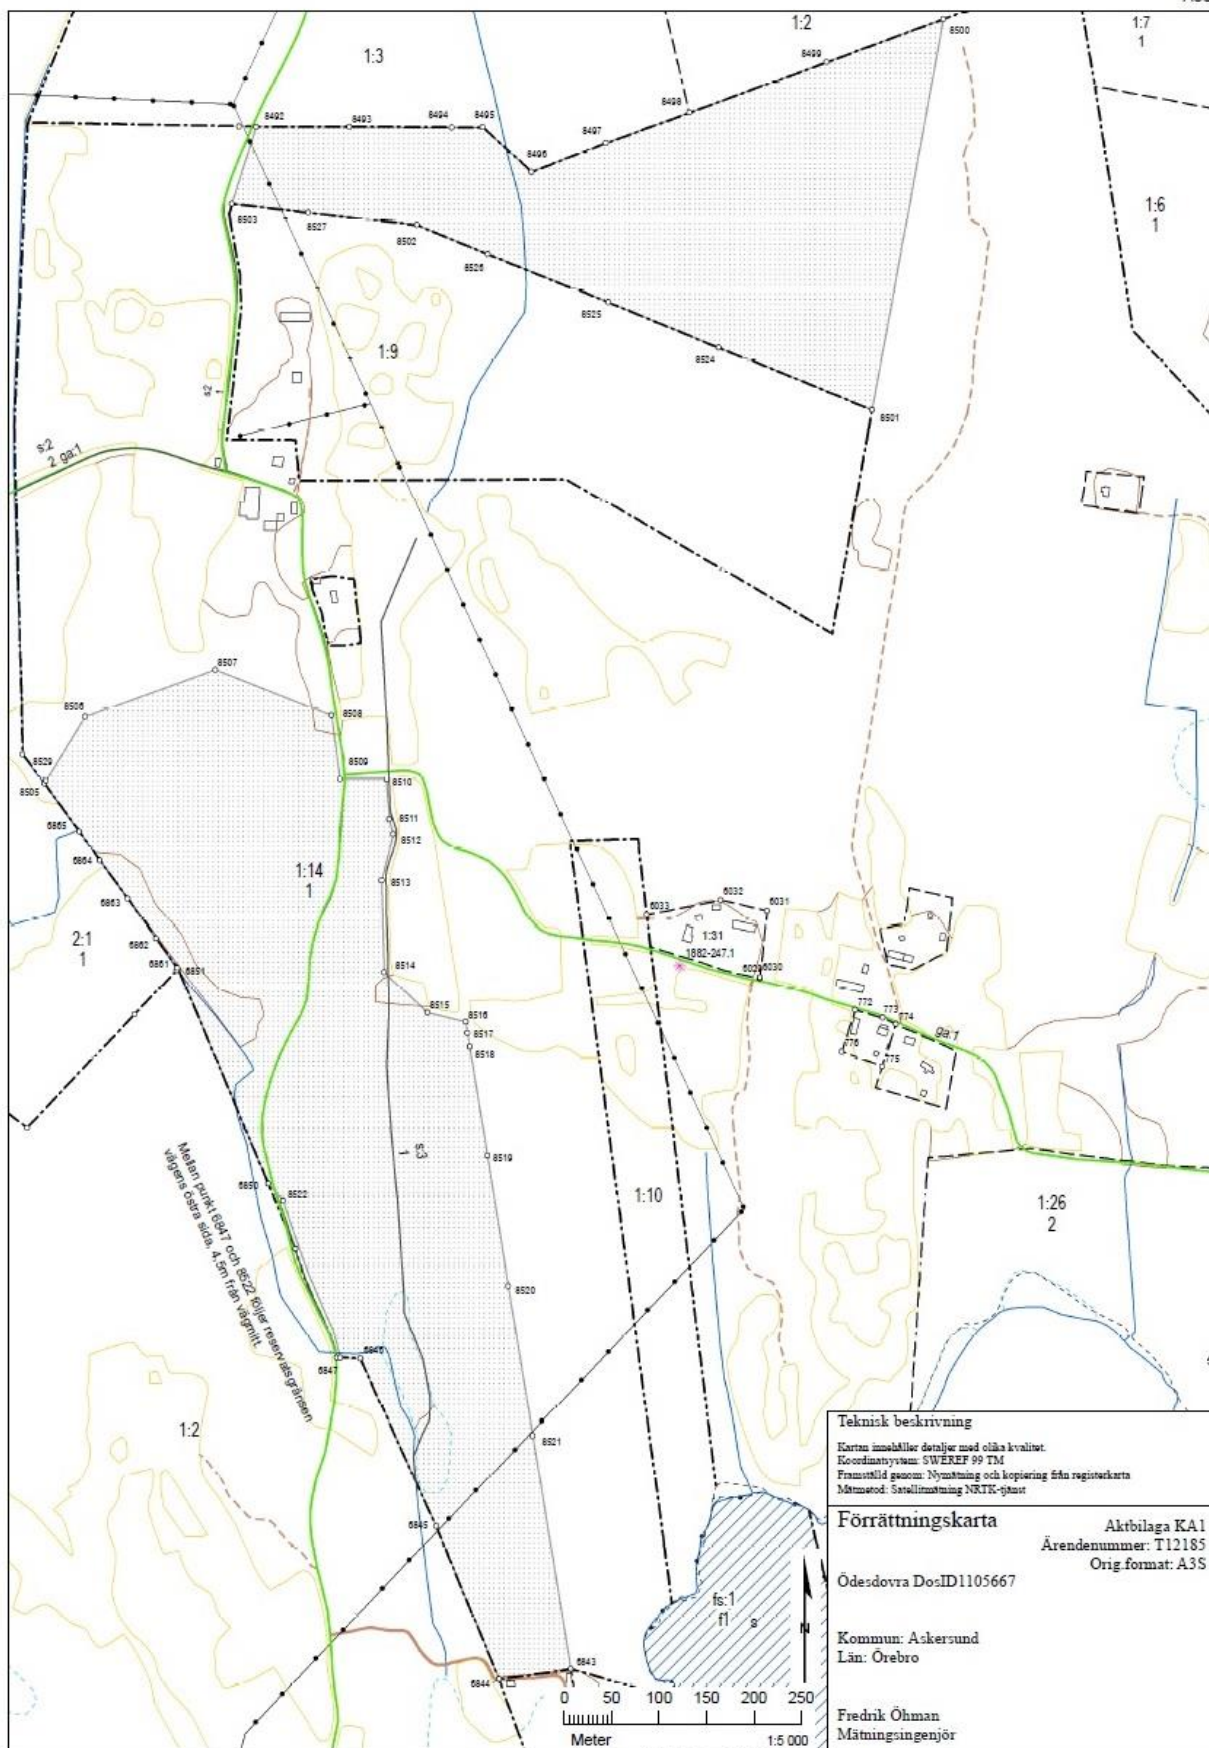 1:3
1:2
8500
1:7
1
8499
8498
8492
8493
8494
8495
8497
8496
1:6
1
8503
8527
8502
8526
8525
1:9
8524
s:2
1
8501
s:2
2 ga:1
8507
8506
8508
8529
8505
8509
8510
8511
8512
6865
6864
1:14
1
8513
6863
6032
6033
6031
1:31
1882-247.1
2:1
1
6862
6861
6851
8514
6030
8515
8516
8517
8518
772
773
774
ga:1
776
775
s:3
1
8519
6850
8522
1:10
1:26
2
Mellan punkt 6847 och 8522 följer reservatsgränsen
vägens östra sida, 4,5m från vägmitt.
8520
6847
6846
1:2
8521
6845
fs:1
f1
s
N
6843
6844
0 50 100 150 200 250
Meter
1:5 000
Teknisk beskrivning
Kartan innehåller detaljer med olika kvalitet.
Koordinatsystem: SWEREF 99 TM
Framställd genom: Nymätning och kopiering från registerkarta
Mätmetod: Satellitmätning NRTK-tjänst
Förrättningskarta
Aktbilaga KA1
Ärendenummer: T12185
Orig.format: A3S
Ödesdovra DosID1105667
Kommun: Askersund
Län: Örebro
Fredrik Öhman
Mätningsingenjör